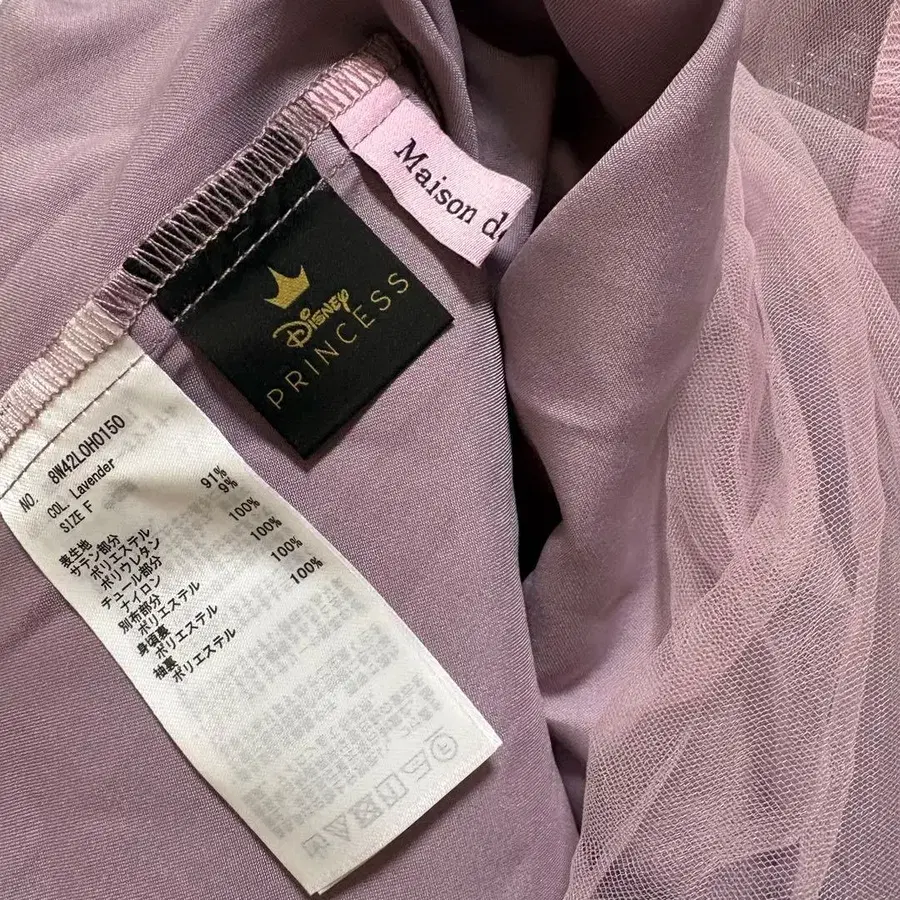 Maison de
DISNEY
PRINCESS
NO. 8W42LOH0150
COL. Lavender
SIZE F
表生地
サテン部分
ポリエステル 91%
ポリウレタン 9%
チュール部分
ナイロン 100%
別布部分
ポリエステル 100%
身頃裏
ポリエステル 100%
袖裏
ポリエステル 100%